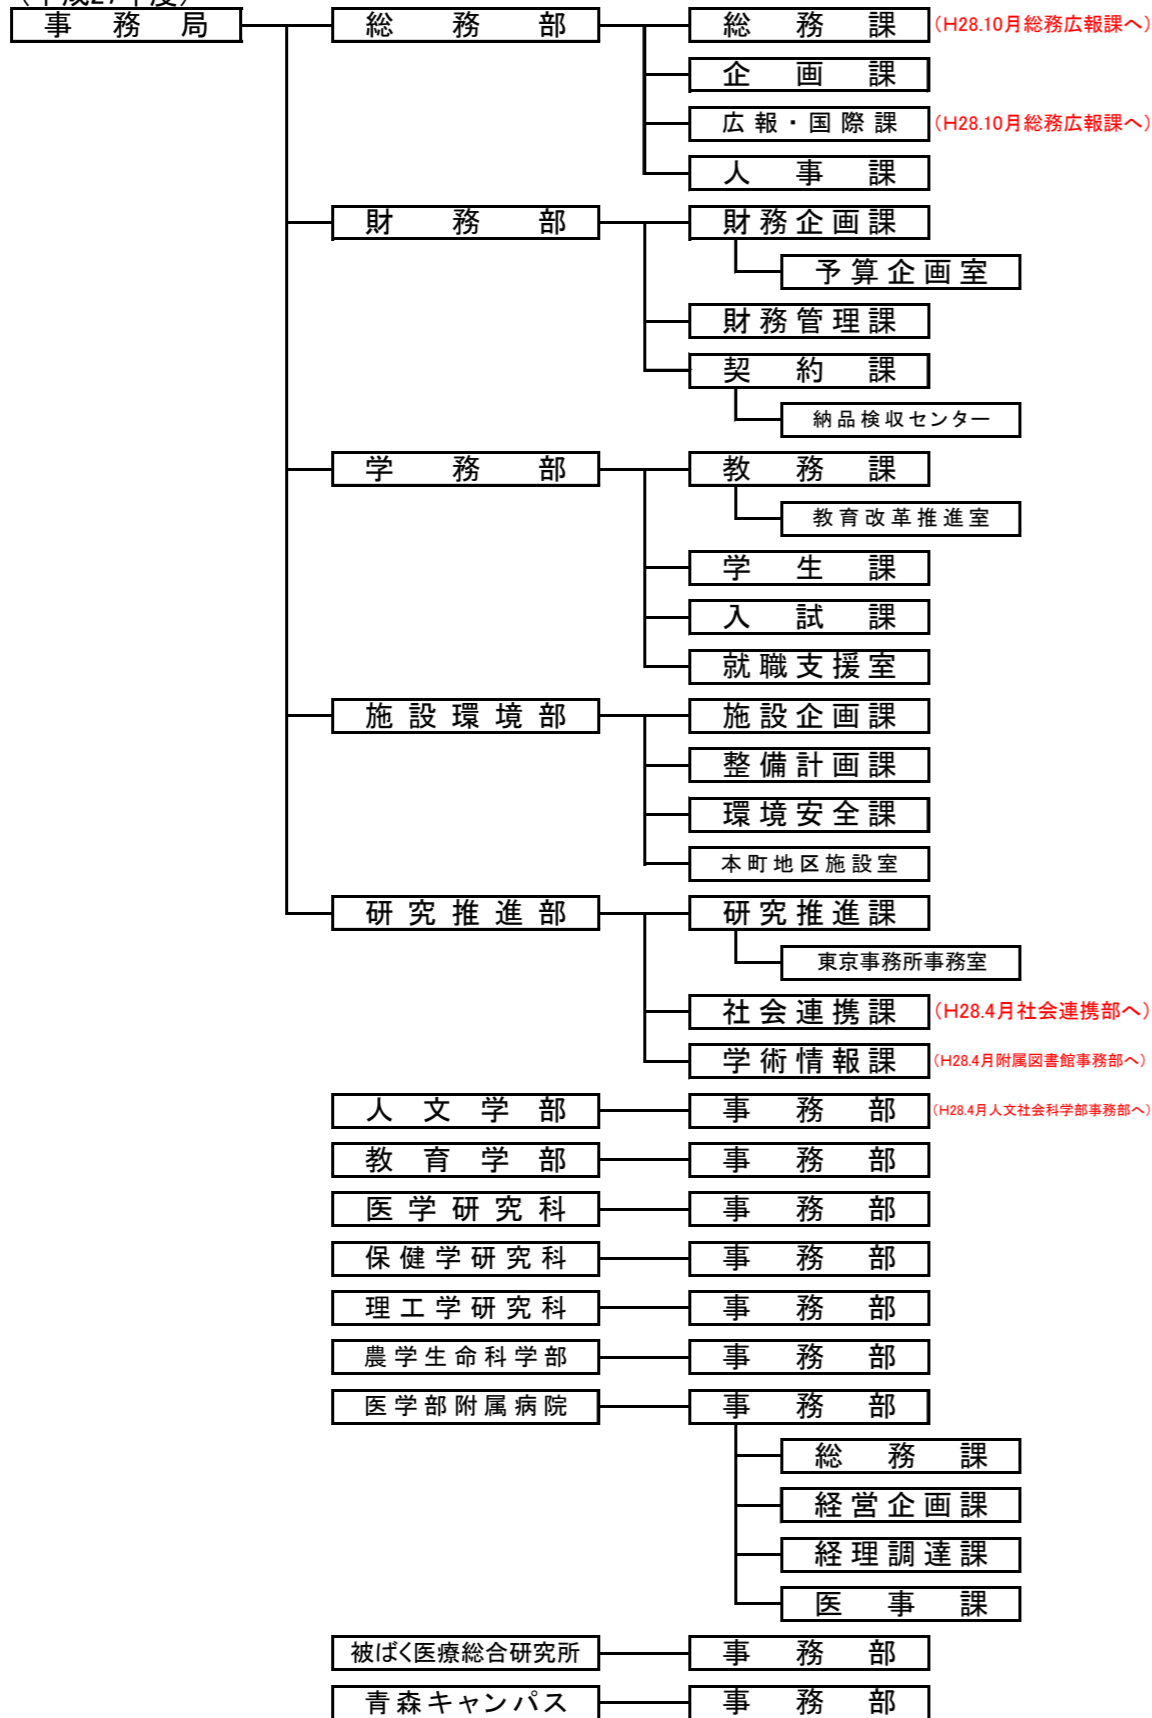 (平成27年度)
事務局 総務部 総務課 (H28.10月総務広報課へ)
企画課
広報・国際課 (H28.10月総務広報課へ)
人事課
財務部 財務企画課
予算企画室
財務管理課
契約課
納品検収センター
学務部 教務課
教育改革推進室
学生課
入試課
就職支援室
施設環境部 施設企画課
整備計画課
環境安全課
本町地区施設室
研究推進部 研究推進課
東京事務所事務室
社会連携課 (H28.4月社会連携部へ)
学術情報課 (H28.4月附属図書館事務部へ)
人文学部 事務部 (H28.4月人文社会科学部事務部へ)
教育学部 事務部
医学研究科 事務部
保健学研究科 事務部
理工学研究科 事務部
農学生命科学部 事務部
医学部附属病院 事務部
総務課
経営企画課
経理調達課
医事課
被ばく医療総合研究所 事務部
青森キャンパス 事務部